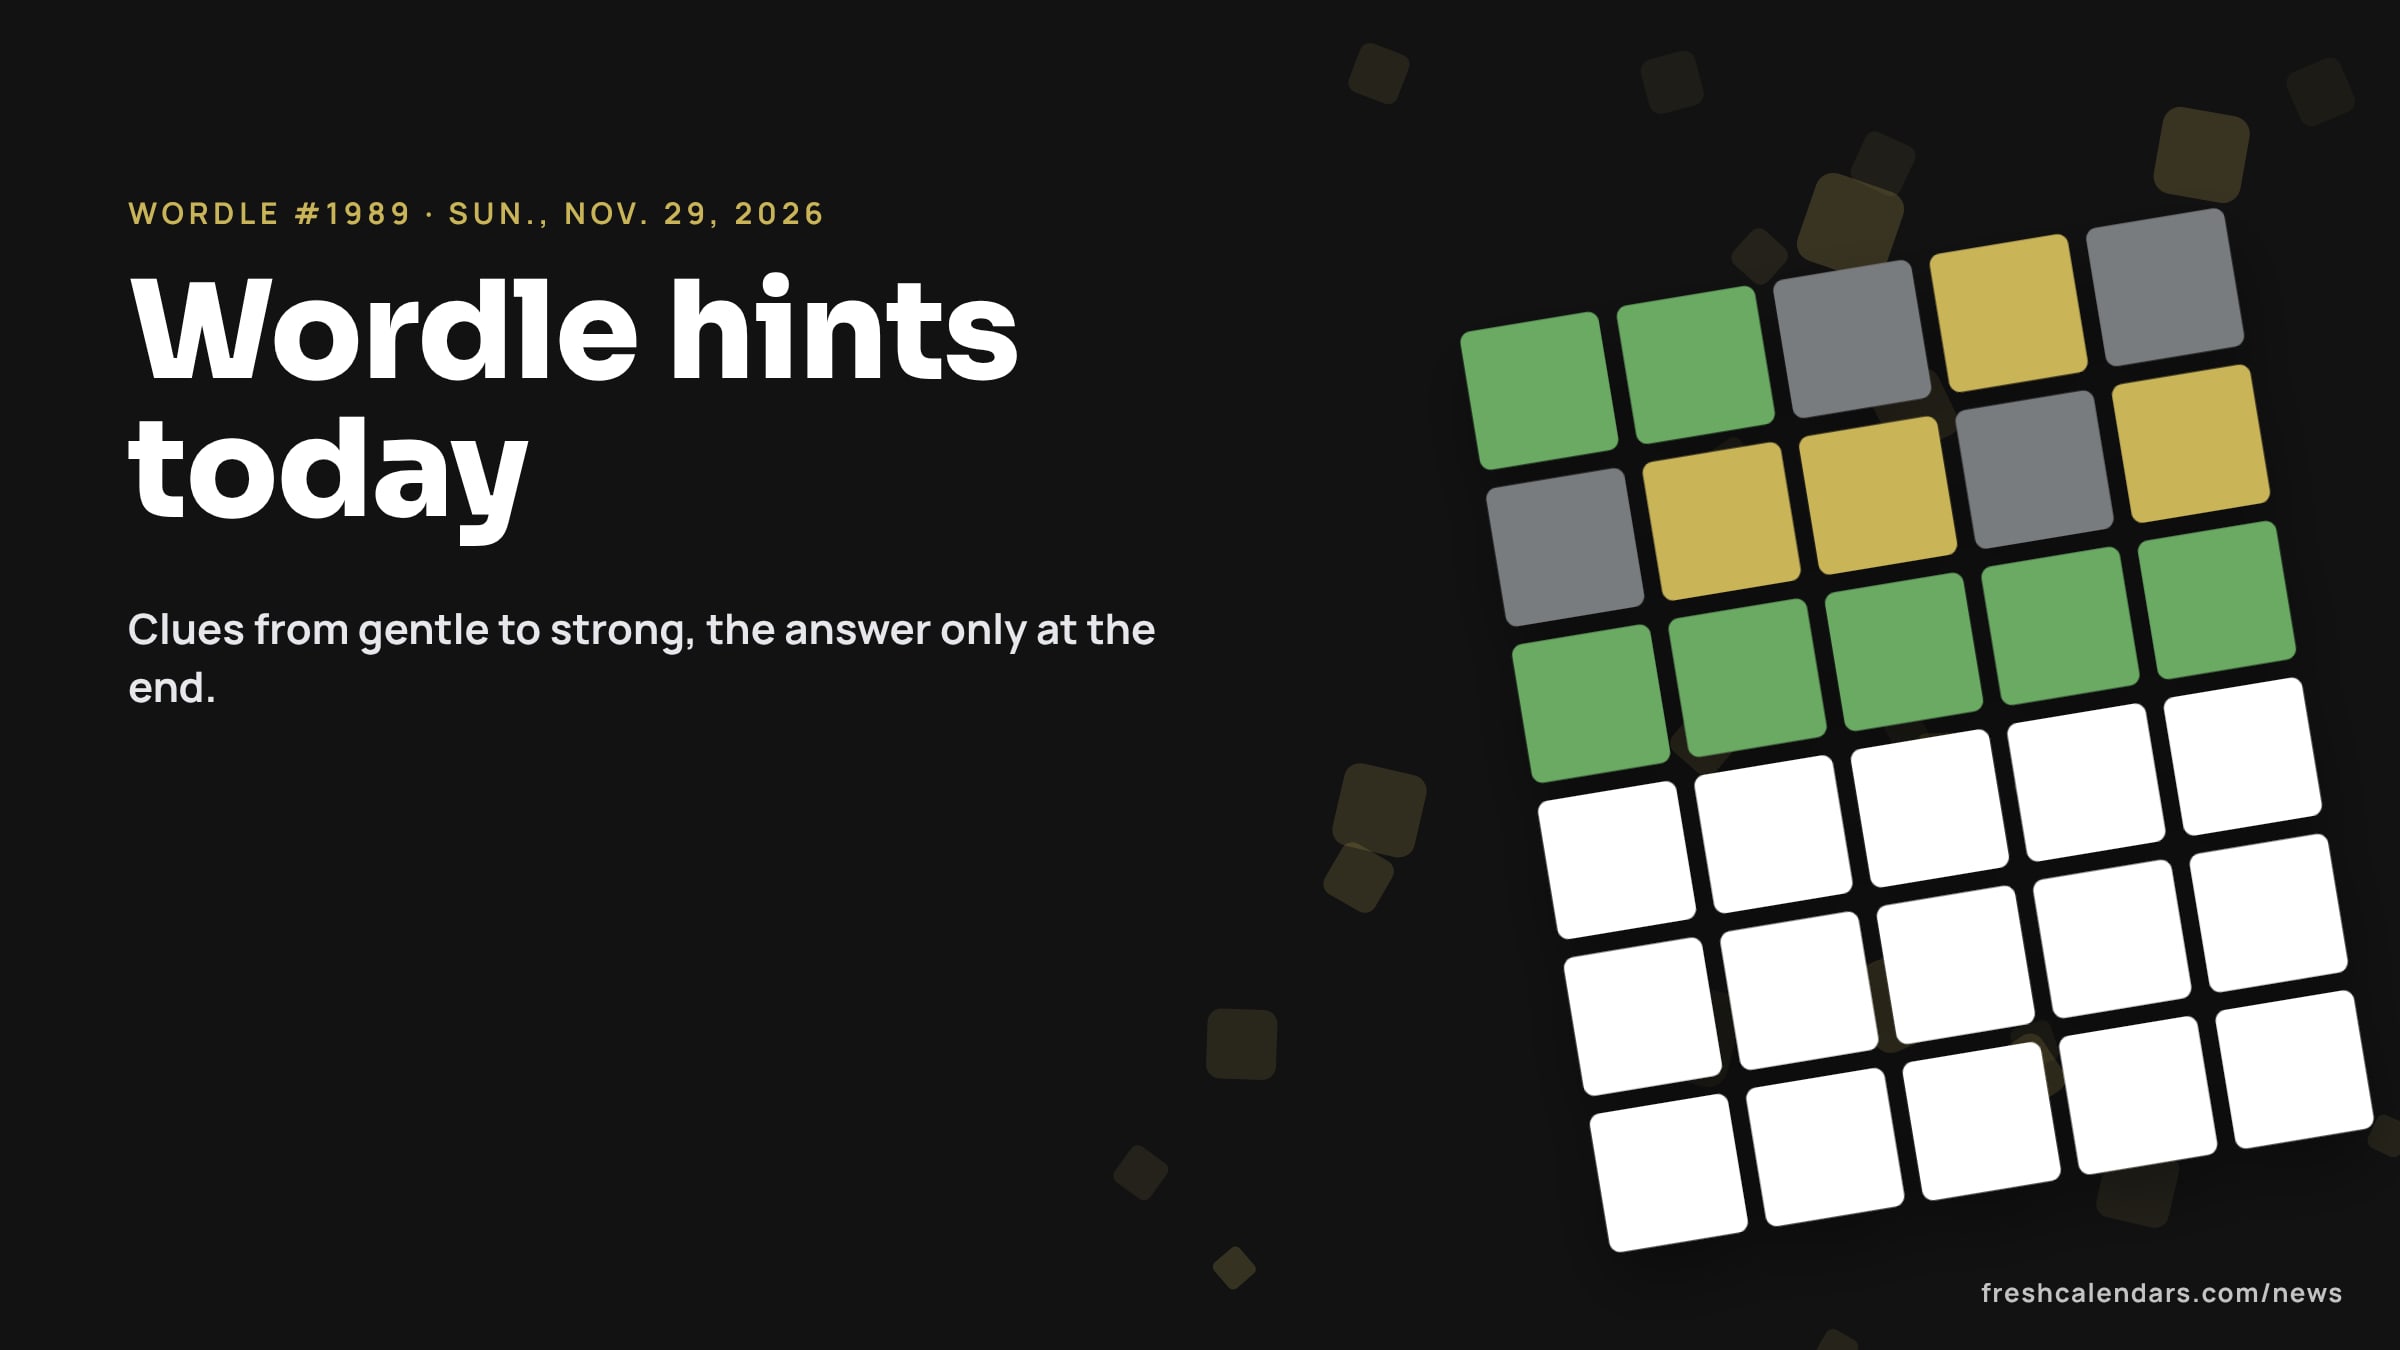 WORDLE #1989 · SUN., NOV. 29, 2026
Wordle hints
today
Clues from gentle to strong, the answer only at the
end.
freshcalendars.com/news